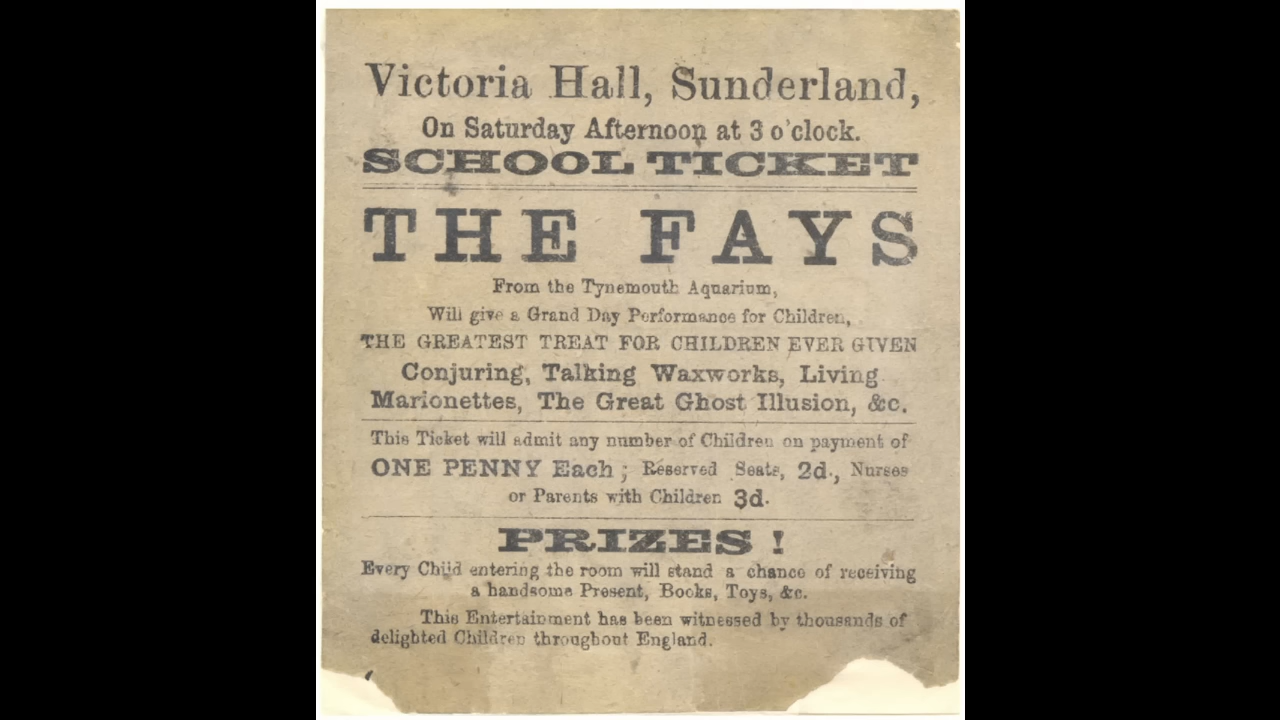 Victoria Hall, Sunderland,
On Saturday Afternoon at 3 o'clock.
SCHOOL TICKET
THE FAYS
From the Tynemouth Aquarium,
Will give a Grand Day Performance for Children,
THE GREATEST TREAT FOR CHILDREN EVER GIVEN
Conjuring, Talking Waxworks, Living
Marionettes, The Great Ghost Illusion, &c.
This Ticket will admit any number of Children on payment of
ONE PENNY Each; Reserved Seats, 2d., Nurses
or Parents with Children 3d.
PRIZES!
Every Child entering the room will stand a chance of receiving
a handsome Present, Books, Toys, &c.
This Entertainment has been witnessed by thousands of
delighted Children throughout England.